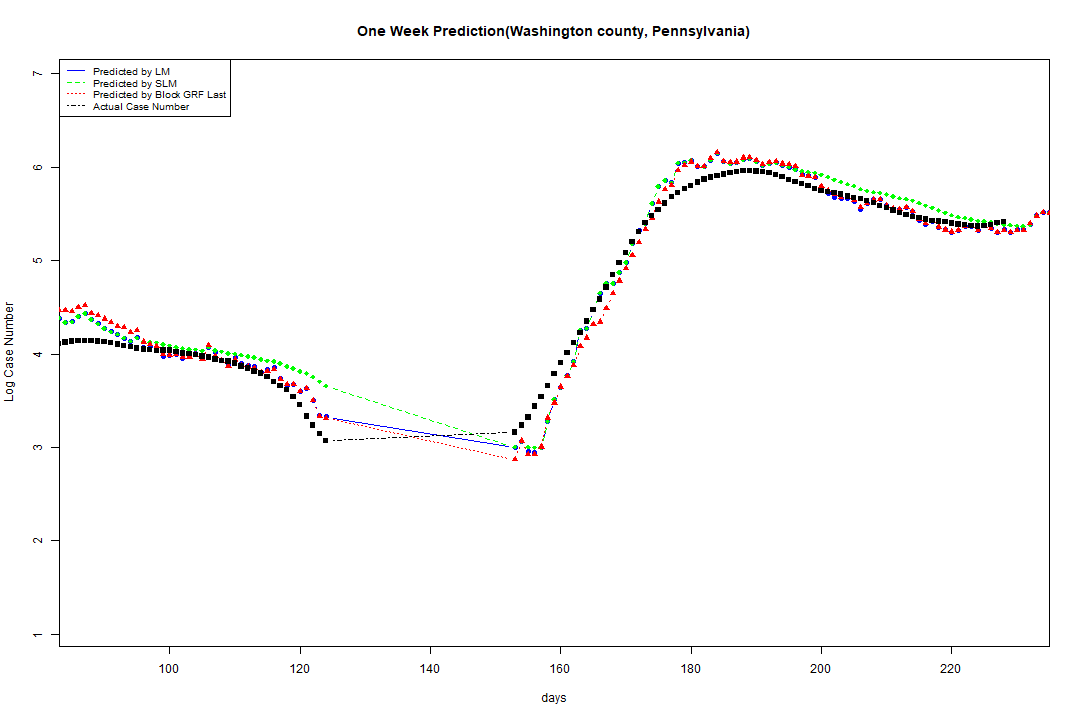 One Week Prediction(Washington county, Pennsylvania)
Predicted by LM
Predicted by SLM
Predicted by Block GRF Last
Actual Case Number
7
6
5
4
3
2
1
Log Case Number
100 120 140 160 180 200 220
days